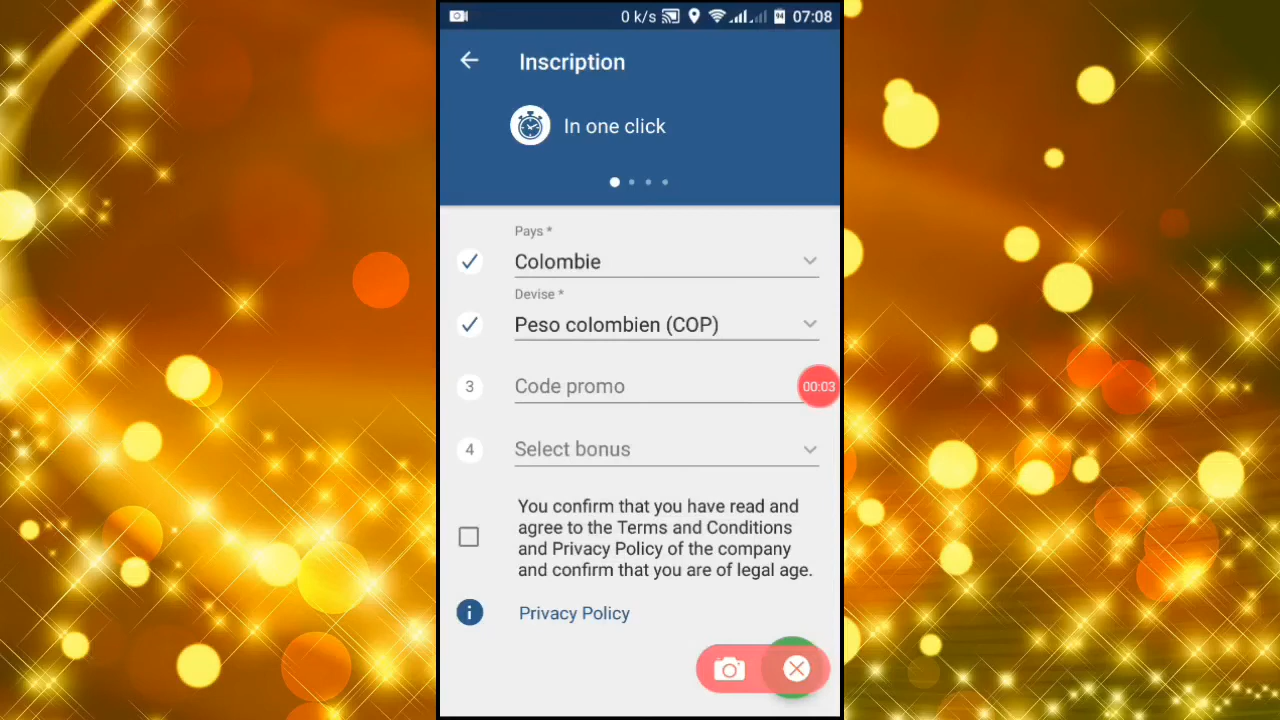 0 k/s 94 07:08
Inscription
In one click
Pays *
Colombie
Devise *
Peso colombien (COP)
3 Code promo 00:03
4 Select bonus
You confirm that you have read and
agree to the Terms and Conditions
and Privacy Policy of the company
and confirm that you are of legal age.
i Privacy Policy